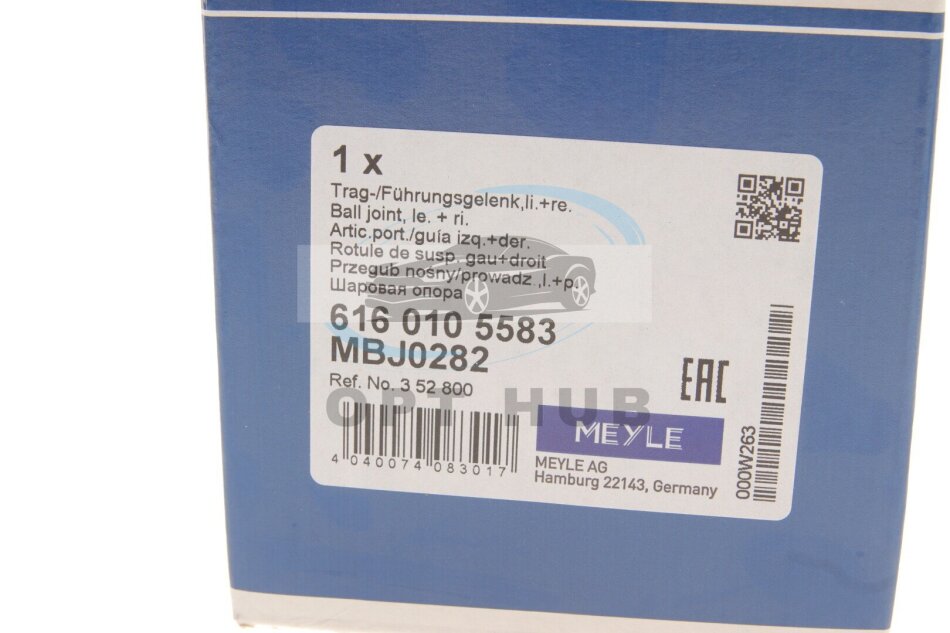 1 x
Trag-/Führungsgelenk,li.+re.
Ball joint, le. + ri.
Artic.port./guía izq.+der.
Rotule de susp. gau+droit
Przegub nośny/prowadz.,l.+p.
Шаровая опора
616 010 5583
MBJ0282
Ref. No. 3 52 800
4 040074 083017
EAC
MEYLE
MEYLE AG
Hamburg 22143, Germany
000W263
OPT HUB